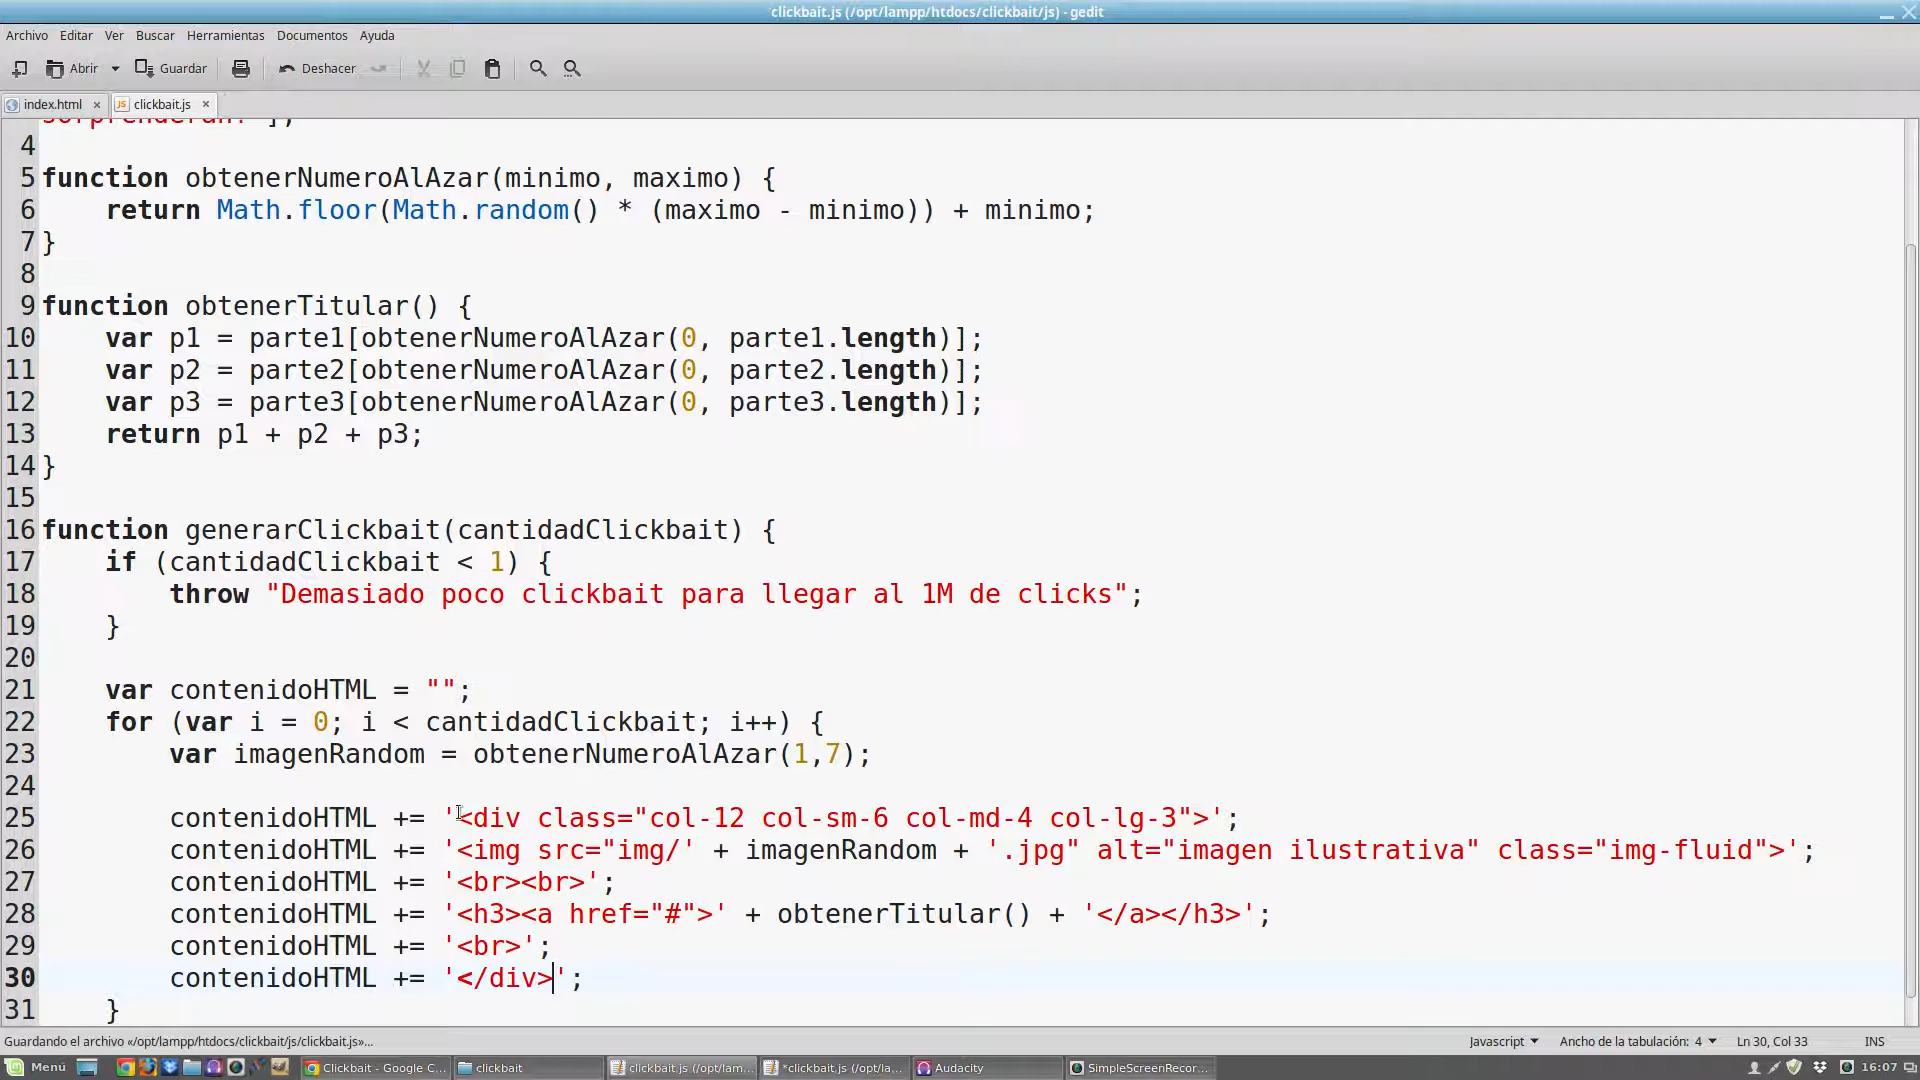 clickbait.js (/opt/lampp/htdocs/clickbait/js) - gedit
Archivo Editar Ver Buscar Herramientas Documentos Ayuda
Abrir Guardar Deshacer
index.html × JS clickbait.js ×
4
5 function obtenerNumeroAlAzar(minimo, maximo) {
6     return Math.floor(Math.random() * (maximo - minimo)) + minimo;
7 }
8
9 function obtenerTitular() {
10     var p1 = parte1[obtenerNumeroAlAzar(0, parte1.length)];
11     var p2 = parte2[obtenerNumeroAlAzar(0, parte2.length)];
12     var p3 = parte3[obtenerNumeroAlAzar(0, parte3.length)];
13     return p1 + p2 + p3;
14 }
15
16 function generarClickbait(cantidadClickbait) {
17     if (cantidadClickbait < 1) {
18         throw "Demasiado poco clickbait para llegar al 1M de clicks";
19     }
20
21     var contenidoHTML = "";
22     for (var i = 0; i < cantidadClickbait; i++) {
23         var imagenRandom = obtenerNumeroAlAzar(1,7);
24
25         contenidoHTML += '<div class="col-12 col-sm-6 col-md-4 col-lg-3">';
26         contenidoHTML += '<img src="img/' + imagenRandom + '.jpg" alt="imagen ilustrativa" class="img-fluid">';
27         contenidoHTML += '<br><br>';
28         contenidoHTML += '<h3><a href="#">' + obtenerTitular() + '</a></h3>';
29         contenidoHTML += '<br>';
30         contenidoHTML += '</div>';
31     }
Guardando el archivo «/opt/lampp/htdocs/clickbait/js/clickbait.js»... Javascript Ancho de la tabulación: 4 Ln 30, Col 33 INS
Menú Clickbait - Google C... clickbait clickbait.js (/opt/lam... *clickbait.js (/opt/la... Audacity SimpleScreenRecor... 16:07